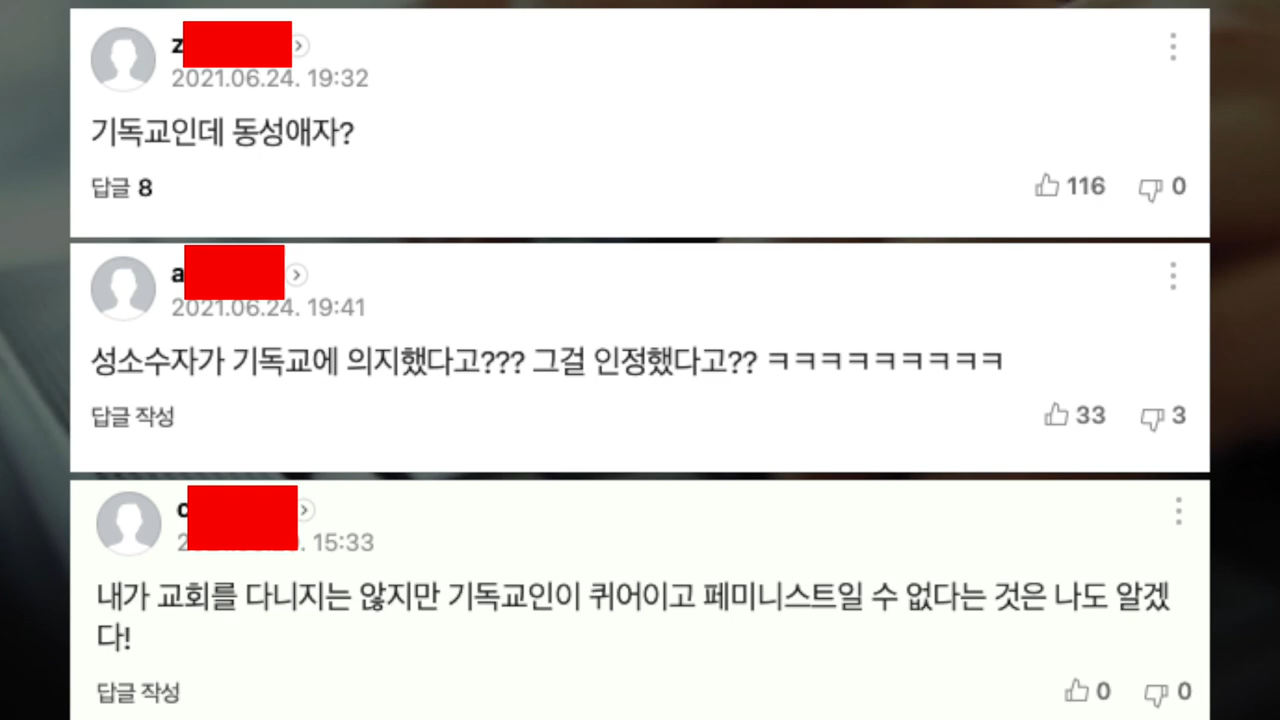 z
2021.06.24. 19:32
기독교인데 동성애자?
답글 8
116 0
a
2021.06.24. 19:41
성소수자가 기독교에 의지했다고??? 그걸 인정했다고?? ㅋㅋㅋㅋㅋㅋㅋㅋㅋ
답글 작성
33 3
c
2 . 15:33
내가 교회를 다니지는 않지만 기독교인이 퀴어이고 페미니스트일 수 없다는 것은 나도 알겠
다!
답글 작성
0 0